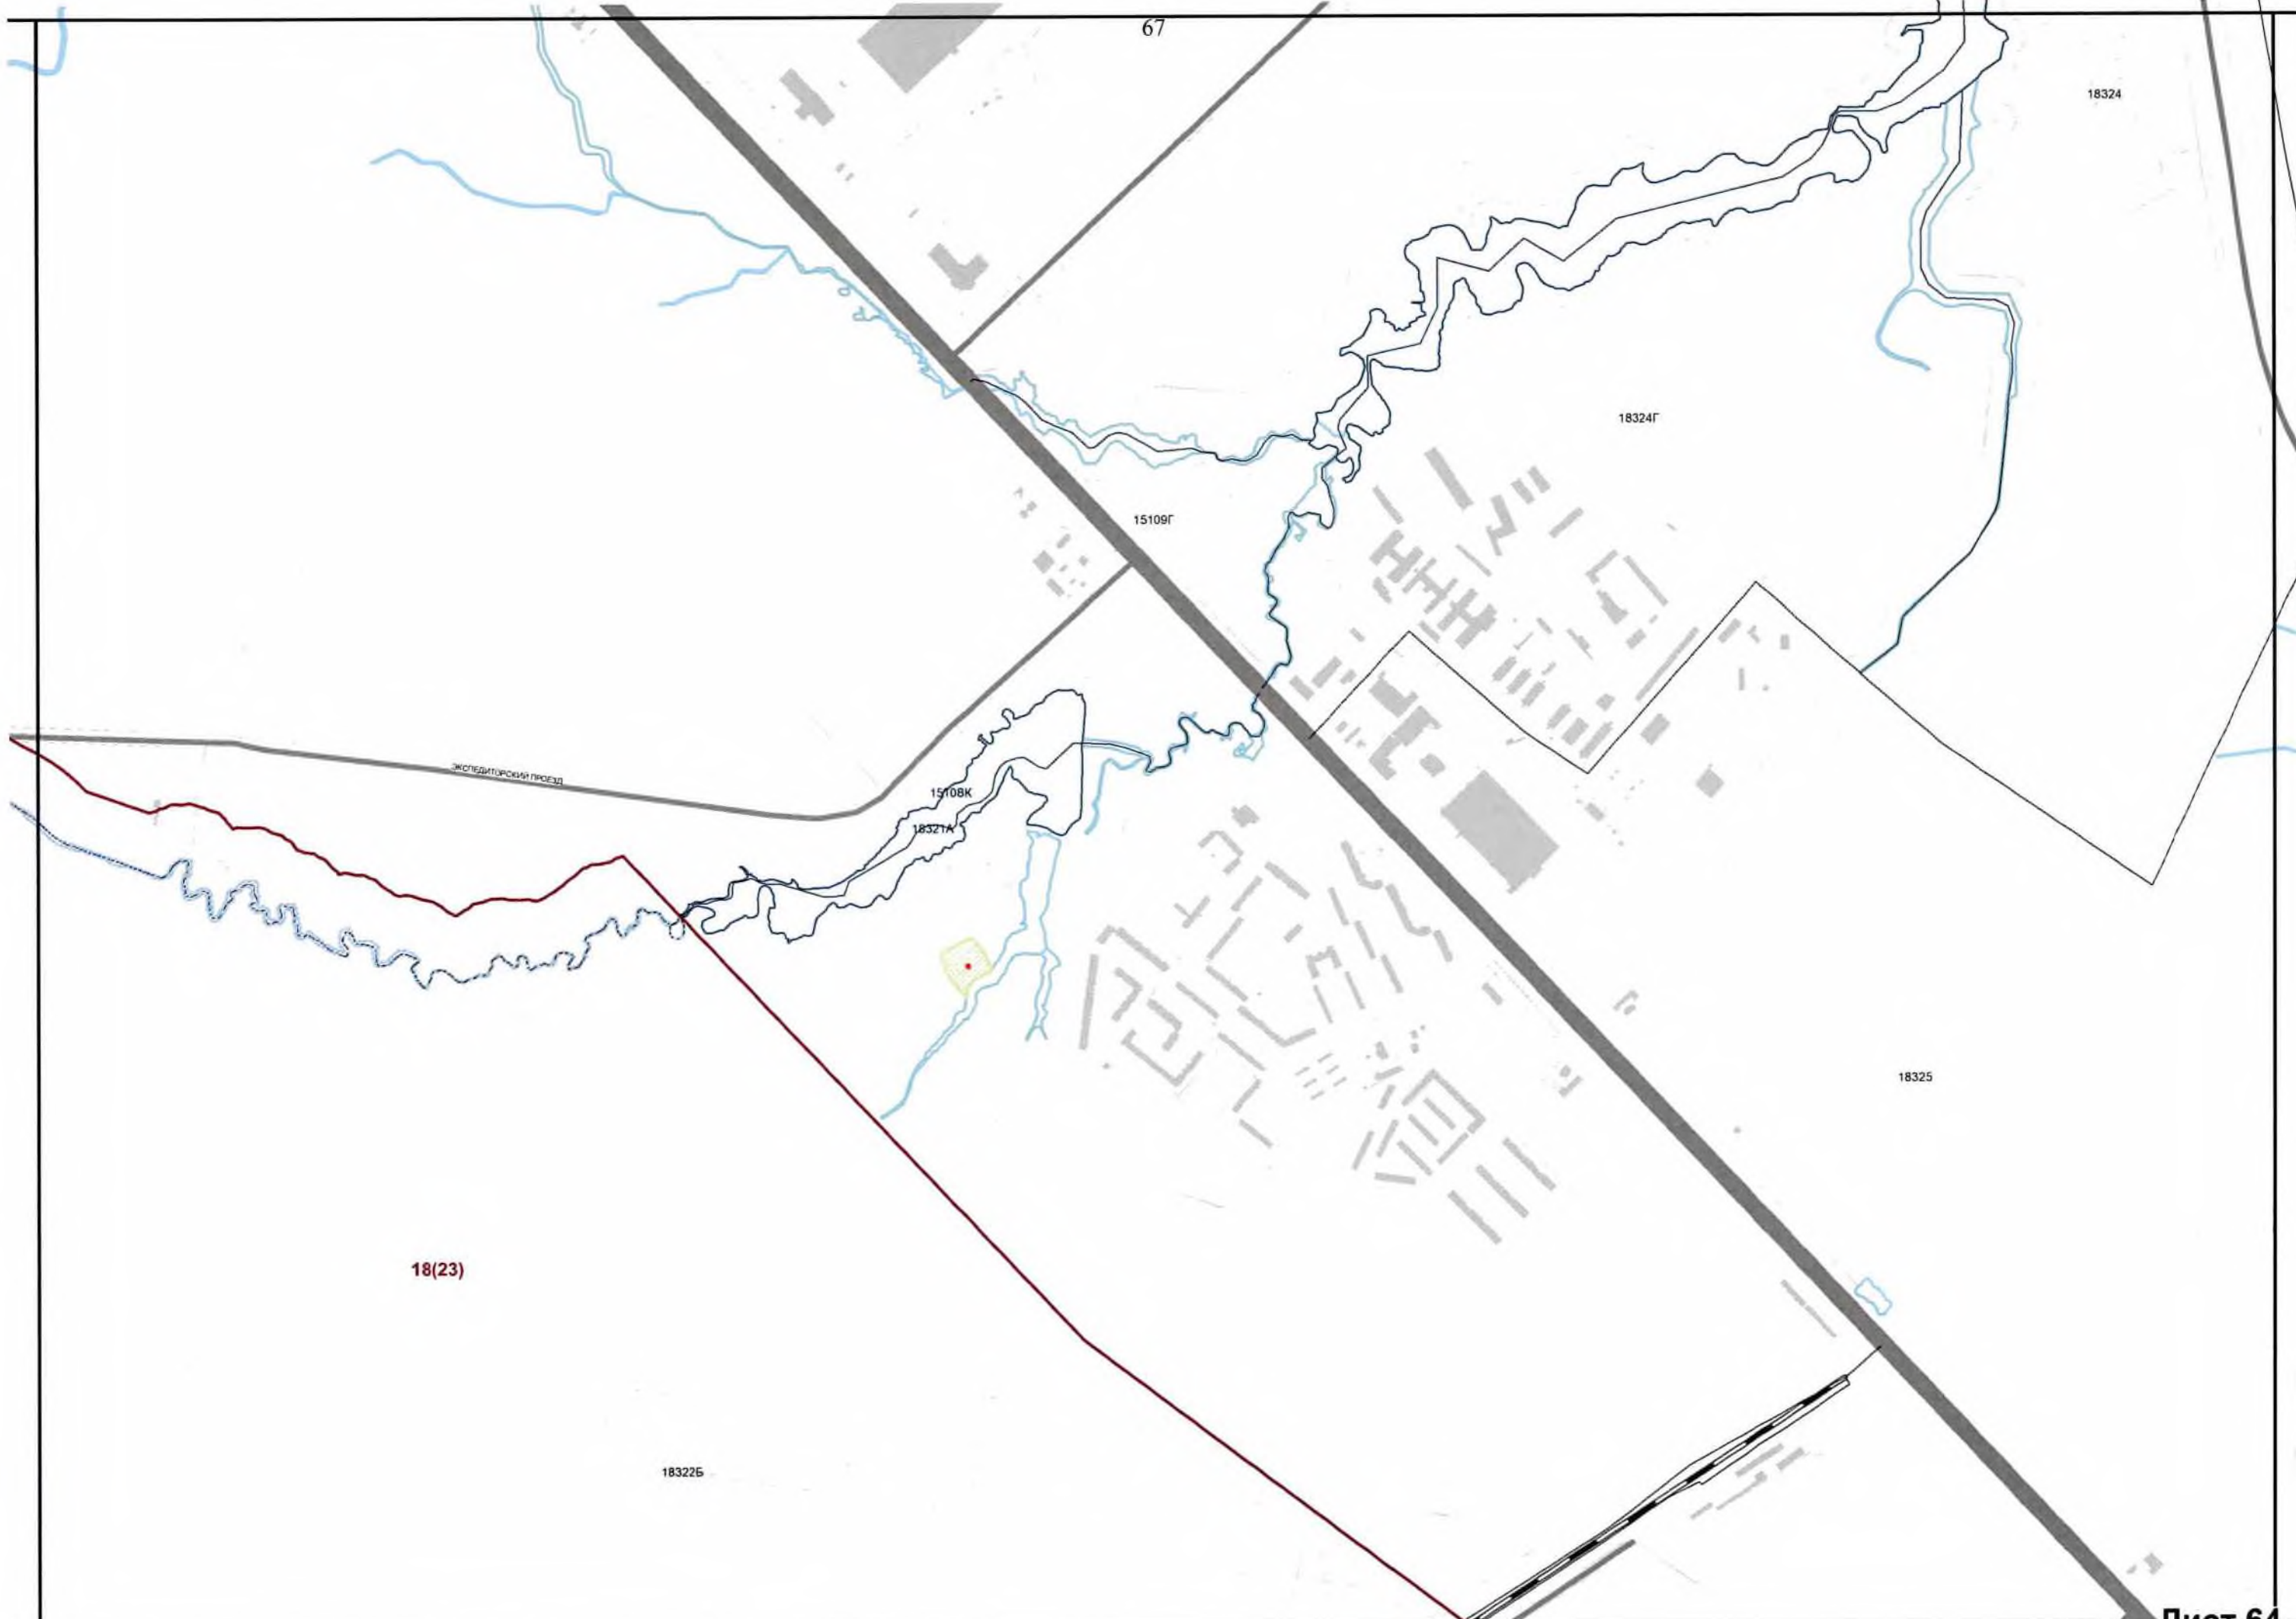 67
18324
18324Г
15109Г
ЭКСПЕДИТОРСКИЙ ПРОЕЗД
15108К
18321А
18325
18(23)
18322Б
Лист 64